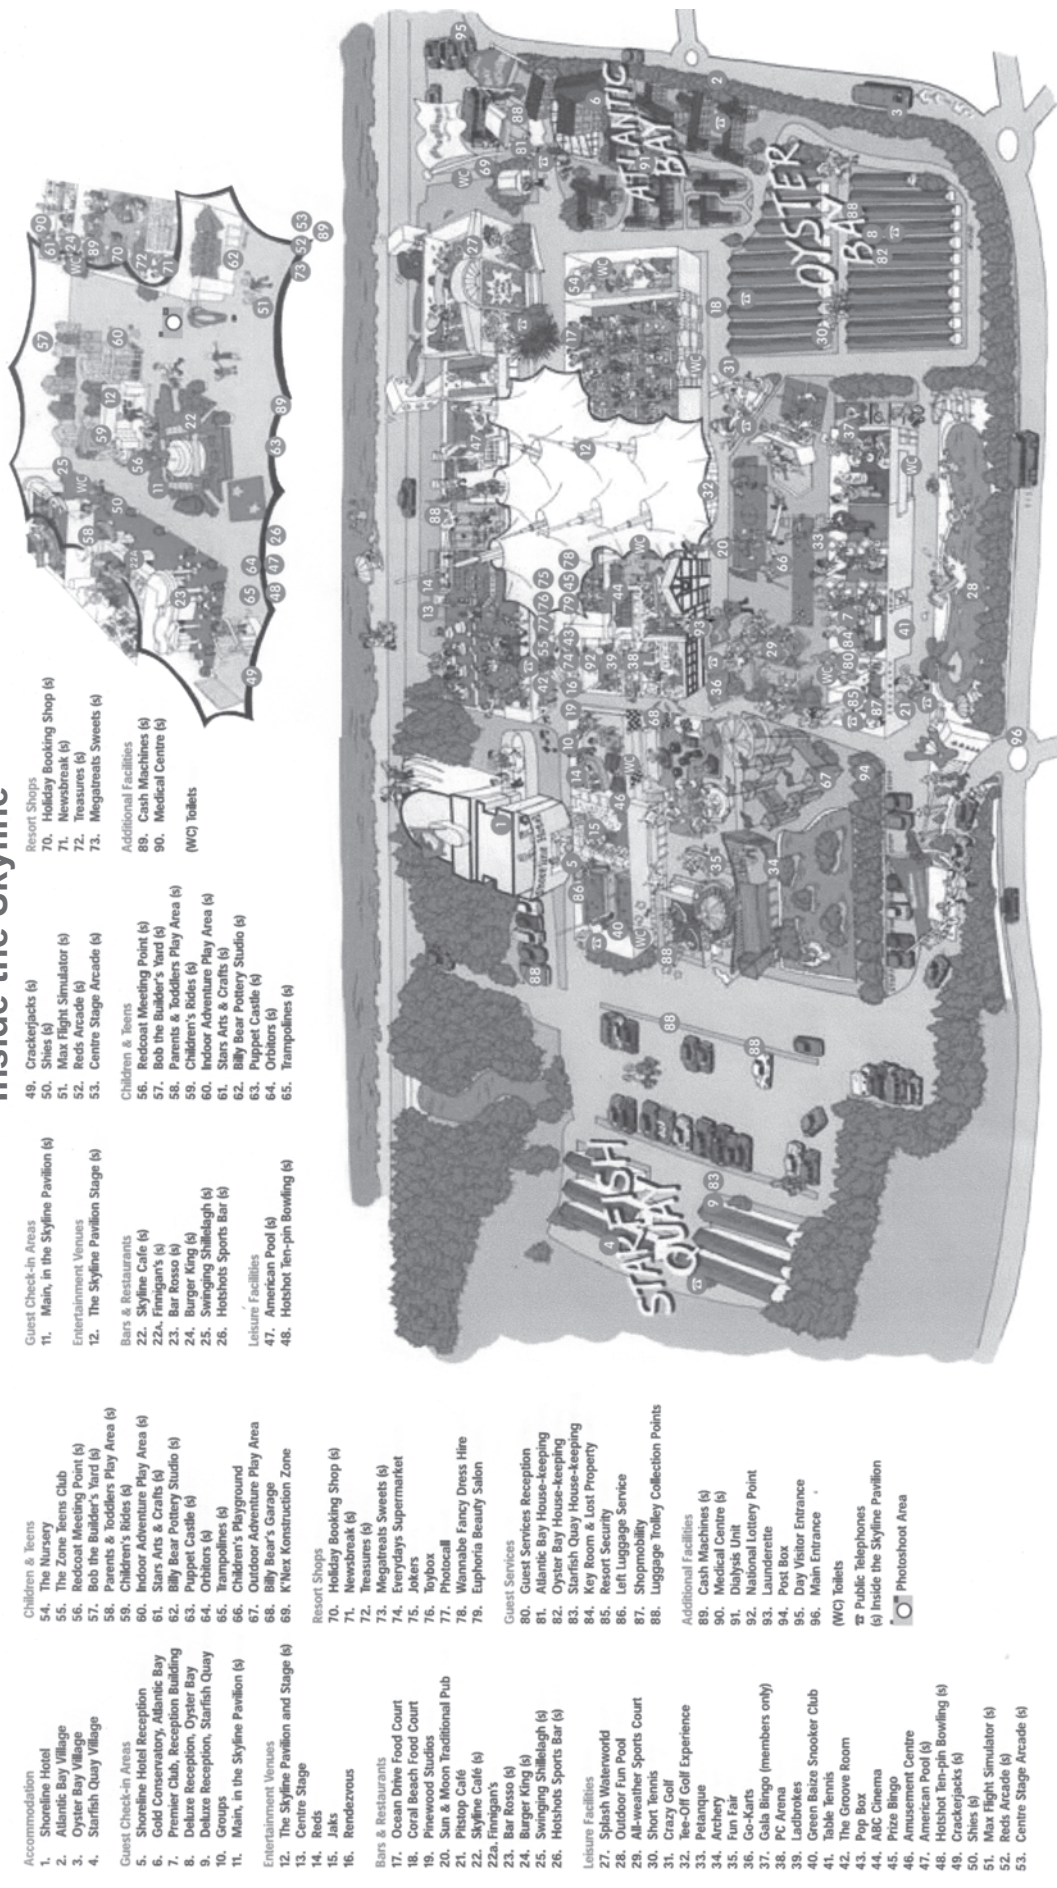 Inside the Skyline
Accommodation
1. Shoreline Hotel
2. Atlantic Bay Village
3. Oyster Bay Village
4. Starfish Quay Village
Guest Check-in Areas
5. Shoreline Hotel Reception
6. Gold Conservatory, Atlantic Bay
7. Premier Club, Reception Building
8. Deluxe Reception, Oyster Bay
9. Deluxe Reception, Starfish Quay
10. Groups
11. Main, in the Skyline Pavilion (s)
Entertainment Venues
12. The Skyline Pavilion and Stage (s)
13. Centre Stage
14. Reds
15. Jaks
16. Rendezvous
Bars & Restaurants
17. Ocean Drive Food Court
18. Coral Beach Food Court
19. Pinewood Studios
20. Sun & Moon Traditional Pub
21. Pitstop Café
22. Skyline Café (s)
22a. Finnigan's
23. Bar Rosso (s)
24. Burger King (s)
25. Swinging Shillelagh (s)
26. Hotshots Sports Bar (s)
Leisure Facilities
27. Splash Waterworld
28. Outdoor Fun Pool
29. All-weather Sports Court
30. Short Tennis
31. Crazy Golf
32. Tee-Off Golf Experience
33. Petanque
34. Archery
35. Fun Fair
36. Go-Karts
37. Gala Bingo (members only)
38. PC Arena
39. Ladbrokes
40. Green Baize Snooker Club
41. Table Tennis
42. The Groove Room
43. Pop Box
44. ABC Cinema
45. Prize Bingo
46. Amusement Centre
47. American Pool (s)
48. Hotshot Ten-pin Bowling (s)
49. Crackerjacks (s)
50. Shies (s)
51. Max Flight Simulator (s)
52. Reds Arcade (s)
53. Centre Stage Arcade (s)
Children & Teens
54. The Nursery
55. The Zone Teens Club
56. Redcoat Meeting Point (s)
57. Bob the Builder's Yard (s)
58. Parents & Toddlers Play Area (s)
59. Children's Rides (s)
60. Indoor Adventure Play Area (s)
61. Stars Arts & Crafts (s)
62. Billy Bear Pottery Studio (s)
63. Puppet Castle (s)
64. Orbitors (s)
65. Trampolines (s)
66. Children's Playground
67. Outdoor Adventure Play Area
68. Billy Bear's Garage
69. K'Nex Konstruction Zone
Resort Shops
70. Holiday Booking Shop (s)
71. Newsbreak (s)
72. Treasures (s)
73. Megatreats Sweets (s)
74. Everydays Supermarket
75. Jokers
76. Toybox
77. Photocall
78. Wannabe Fancy Dress Hire
79. Euphoria Beauty Salon
Guest Services
80. Guest Services Reception
81. Atlantic Bay House-keeping
82. Oyster Bay House-keeping
83. Starfish Quay House-keeping
84. Key Room & Lost Property
85. Resort Security
86. Left Luggage Service
87. Shopmobility
88. Luggage Trolley Collection Points
Additional Facilities
89. Cash Machines (s)
90. Medical Centre (s)
91. Dialysis Unit
92. National Lottery Point
93. Launderette
94. Post Box
95. Day Visitor Entrance
96. Main Entrance
(WC) Toilets
☎ Public Telephones
(s) Inside the Skyline Pavilion
Photoshoot Area
Guest Check-in Areas
11. Main, in the Skyline Pavilion (s)
Entertainment Venues
12. The Skyline Pavilion Stage (s)
Bars & Restaurants
22. Skyline Cafe (s)
22A. Finnigan's (s)
23. Bar Rosso (s)
24. Burger King (s)
25. Swinging Shillelagh (s)
26. Hotshots Sports Bar (s)
Leisure Facilities
47. American Pool (s)
48. Hotshot Ten-pin Bowling (s)
49. Crackerjacks (s)
50. Shies (s)
51. Max Flight Simulator (s)
52. Reds Arcade (s)
53. Centre Stage Arcade (s)
Children & Teens
56. Redcoat Meeting Point (s)
57. Bob the Builder's Yard (s)
58. Parents & Toddlers Play Area (s)
59. Children's Rides (s)
60. Indoor Adventure Play Area (s)
61. Stars Arts & Crafts (s)
62. Billy Bear Pottery Studio (s)
63. Puppet Castle (s)
64. Orbitors (s)
65. Trampolines (s)
Resort Shops
70. Holiday Booking Shop (s)
71. Newsbreak (s)
72. Treasures (s)
73. Megatreats Sweets (s)
Additional Facilities
89. Cash Machines (s)
90. Medical Centre (s)
(WC) Toilets
STARFISH
QUAY
ATLANTIC
BAY
OYSTER
BAY